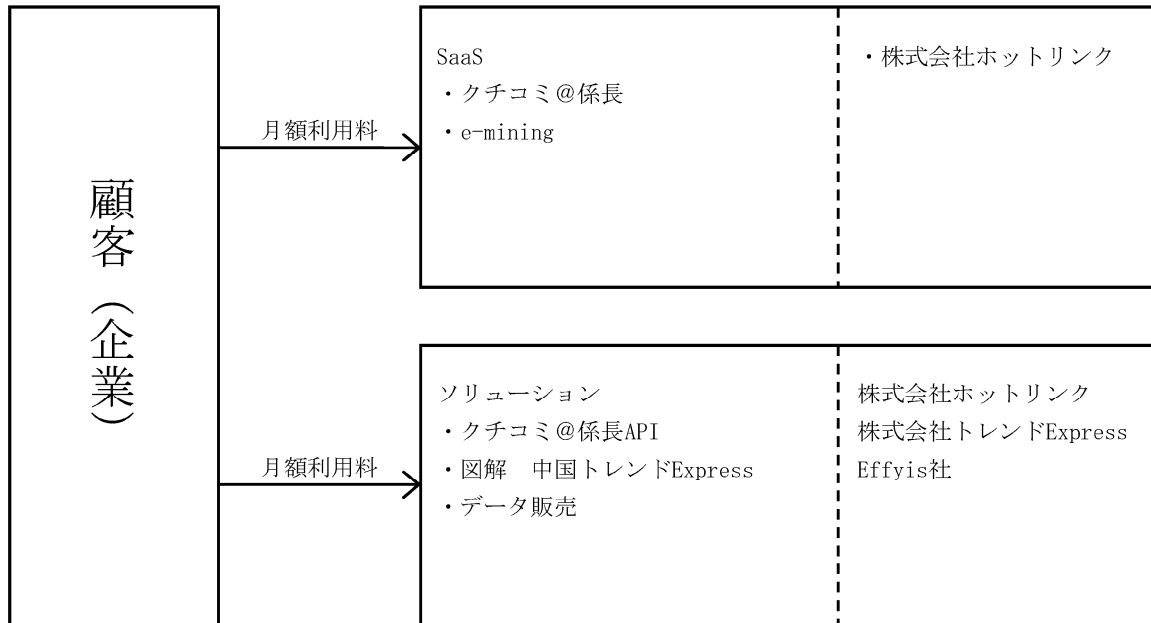 顧客（企業）
月額利用料
SaaS
・クチコミ＠係長
・e-mining
・株式会社ホットリンク
月額利用料
ソリューション
・クチコミ＠係長API
・図解　中国トレンドExpress
・データ販売
株式会社ホットリンク
株式会社トレンドExpress
Effyis社